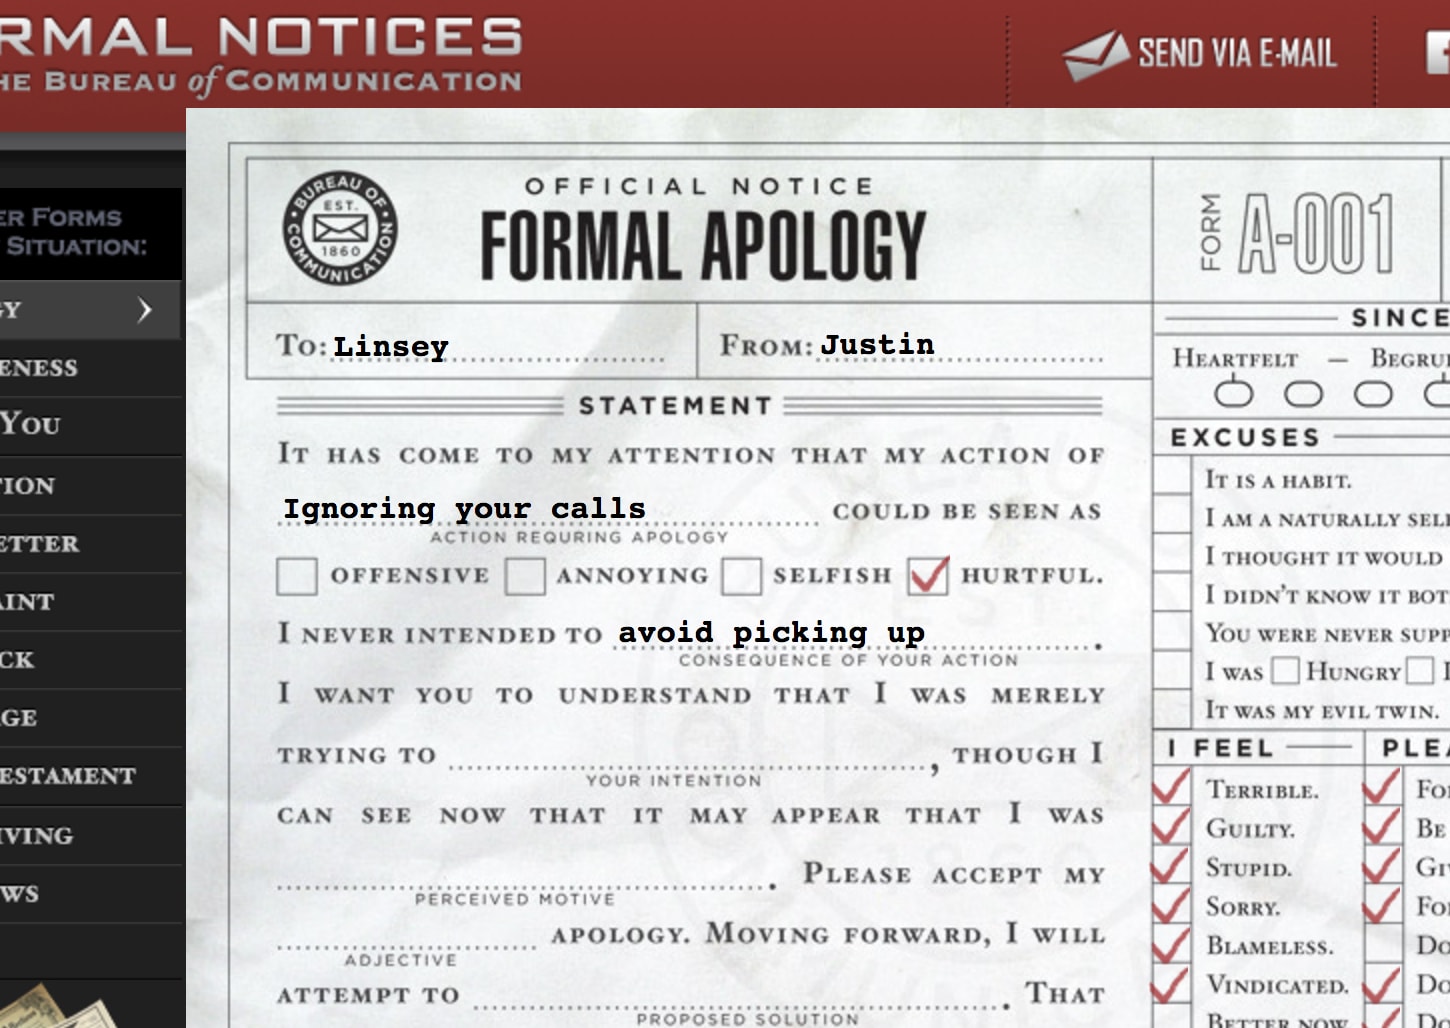 RMAL NOTICES
HE BUREAU of COMMUNICATION
SEND VIA E-MAIL
ER FORMS
SITUATION:
GY
ENESS
YOU
TION
ETTER
AINT
CK
GE
ESTAMENT
IVING
WS
BUREAU OF COMMUNICATION
EST.
1860
OFFICIAL NOTICE
FORMAL APOLOGY
FORM A-001
TO: Linsey
FROM: Justin
STATEMENT
IT HAS COME TO MY ATTENTION THAT MY ACTION OF
Ignoring your calls COULD BE SEEN AS
ACTION REQURING APOLOGY
OFFENSIVE ANNOYING SELFISH HURTFUL.
I NEVER INTENDED TO avoid picking up.
CONSEQUENCE OF YOUR ACTION
I WANT YOU TO UNDERSTAND THAT I WAS MERELY
TRYING TO , THOUGH I
YOUR INTENTION
CAN SEE NOW THAT IT MAY APPEAR THAT I WAS
. PLEASE ACCEPT MY
PERCEIVED MOTIVE
APOLOGY. MOVING FORWARD, I WILL
ADJECTIVE
ATTEMPT TO . THAT
PROPOSED SOLUTION
SINCE
HEARTFELT — BEGRU
EXCUSES
IT IS A HABIT.
I AM A NATURALLY SEL
I THOUGHT IT WOULD
I DIDN'T KNOW IT BOT
YOU WERE NEVER SUPP
I WAS HUNGRY
IT WAS MY EVIL TWIN.
I FEEL
TERRIBLE.
GUILTY.
STUPID.
SORRY.
BLAMELESS.
VINDICATED.
BETTER NOW
PLEA
FO
BE
GI
FO
DO
DO
DO